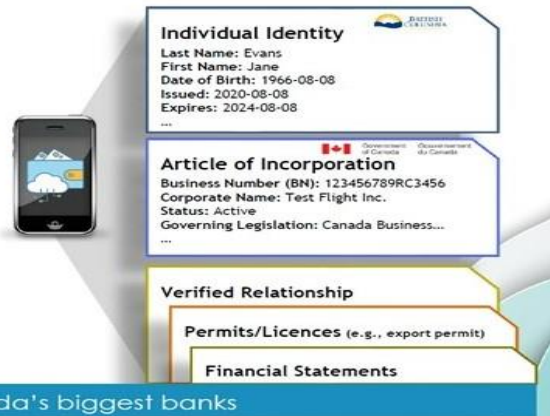 BRITISH
COLUMBIA
Individual Identity
Last Name: Evans
First Name: Jane
Date of Birth: 1966-08-08
Issued: 2020-08-08
Expires: 2024-08-08
...
Government of Canada
Gouvernement du Canada
Article of Incorporation
Business Number (BN): 123456789RC3456
Corporate Name: Test Flight Inc.
Status: Active
Governing Legislation: Canada Business...
...
Verified Relationship
Permits/Licences (e.g., export permit)
Financial Statements
da's biggest banks